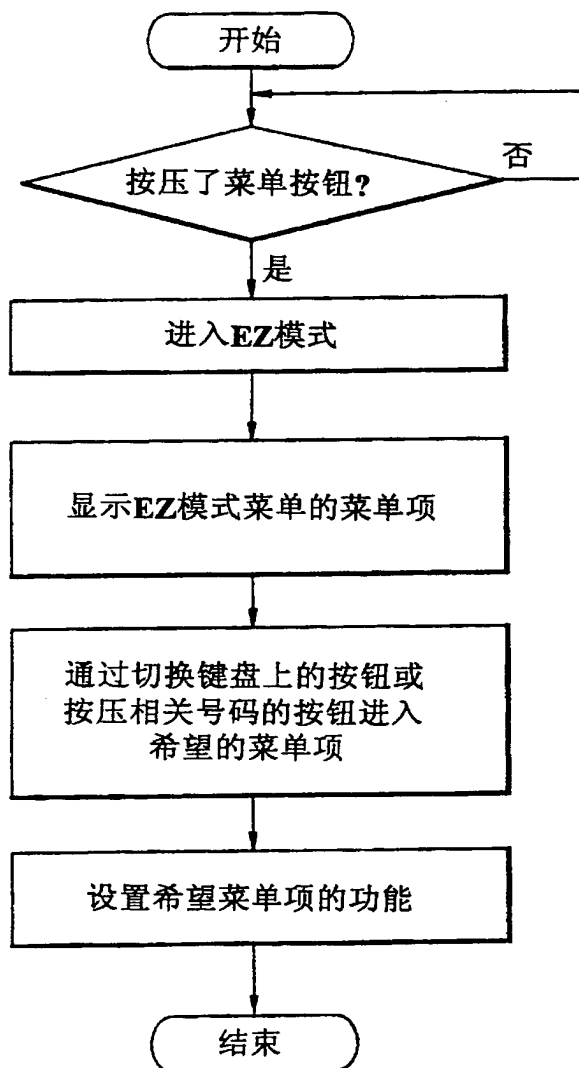 开始
按压了菜单按钮?
否
是
进入EZ模式
显示EZ模式菜单的菜单项
通过切换键盘上的按钮或
按压相关号码的按钮进入
希望的菜单项
设置希望菜单项的功能
结束